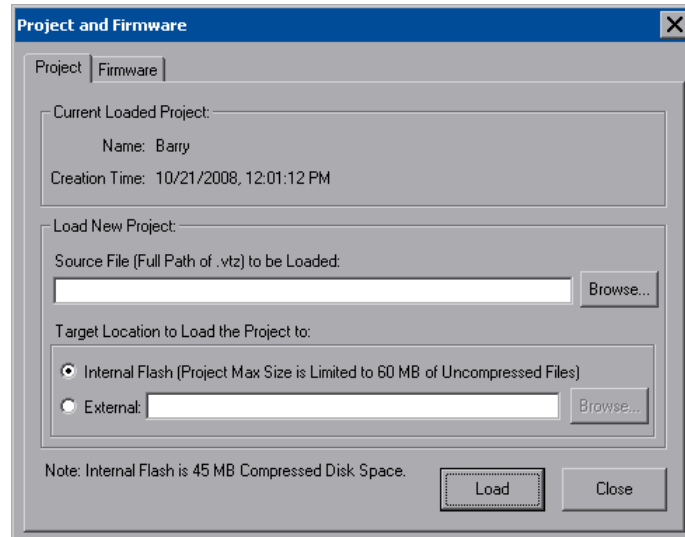 Project and Firmware
Project
Firmware
Current Loaded Project:
Name: Barry
Creation Time: 10/21/2008, 12:01:12 PM
Load New Project:
Source File (Full Path of .vtz) to be Loaded:
Browse...
Target Location to Load the Project to:
Internal Flash (Project Max Size is Limited to 60 MB of Uncompressed Files)
External:
Browse...
Note: Internal Flash is 45 MB Compressed Disk Space.
Load
Close